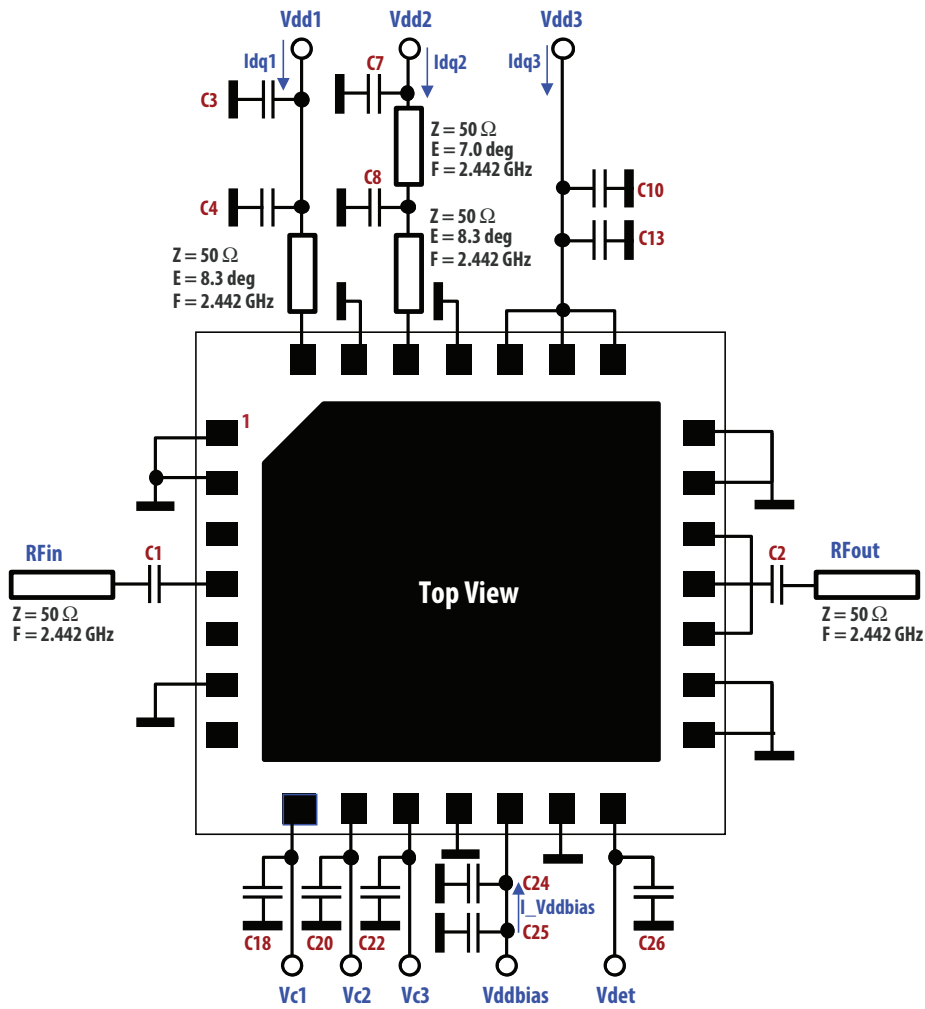 Vdd1
Vdd2
Vdd3
Idq1
C7
Idq2
Idq3
C3
Z = 50 Ω
E = 7.0 deg
F = 2.442 GHz
C4
C8
C10
Z = 50 Ω
E = 8.3 deg
F = 2.442 GHz
C13
Z = 50 Ω
E = 8.3 deg
F = 2.442 GHz
1
RFin
C1
Z = 50 Ω
F = 2.442 GHz
Top View
C2
RFout
Z = 50 Ω
F = 2.442 GHz
C24
I_Vddbias
C25
C18
C20
C22
C26
Vc1
Vc2
Vc3
Vddbias
Vdet